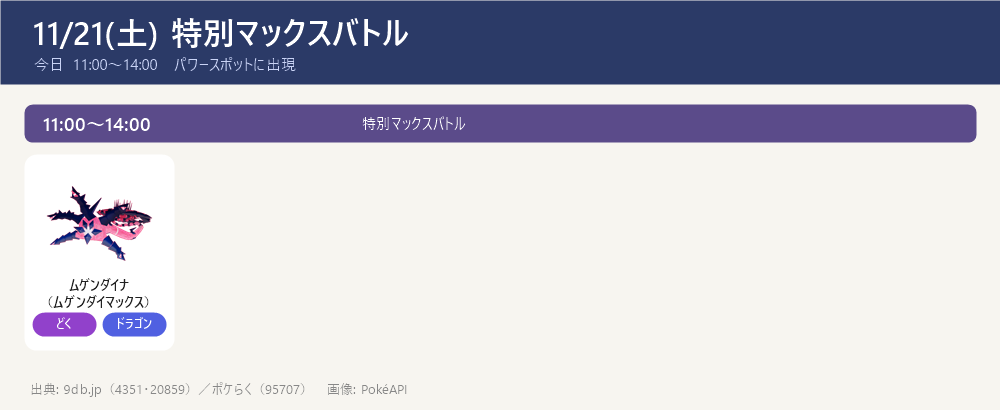 11/21(土) 特別マックスバトル
今日 11:00～14:00 パワースポットに出現
11:00～14:00 特別マックスバトル
ムゲンダイナ
（ムゲンダイマックス）
どく ドラゴン
出典: 9db.jp（4351･20859）／ポケらく（95707） 画像: PokéAPI